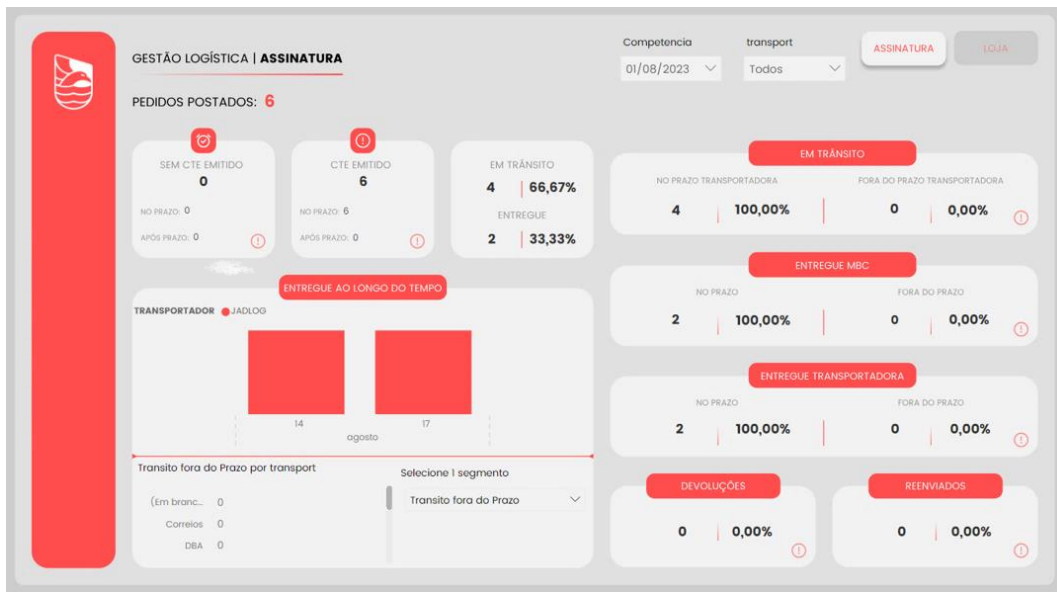 GESTÃO LOGÍSTICA | ASSINATURA
Competencia
transport
01/08/2023
Todos
ASSINATURA
LOJA
PEDIDOS POSTADOS: 6
SEM CTE EMITIDO
0
NO PRAZO: 0
APÓS PRAZO: 0
CTE EMITIDO
6
NO PRAZO: 6
APÓS PRAZO: 0
EM TRÂNSITO
4 66,67%
ENTREGUE
2 33,33%
EM TRÂNSITO
NO PRAZO TRANSPORTADORA
FORA DO PRAZO TRANSPORTADORA
4 100,00%
0 0,00%
ENTREGUE MBC
NO PRAZO
FORA DO PRAZO
2 100,00%
0 0,00%
ENTREGUE TRANSPORTADORA
NO PRAZO
FORA DO PRAZO
2 100,00%
0 0,00%
ENTREGUE AO LONGO DO TEMPO
TRANSPORTADOR JADLOG
14
17
agosto
Transito fora do Prazo por transport
(Em branc... 0
Correios 0
DBA 0
Selecione 1 segmento
Transito fora do Prazo
DEVOLUÇÕES
0 0,00%
REENVIADOS
0 0,00%